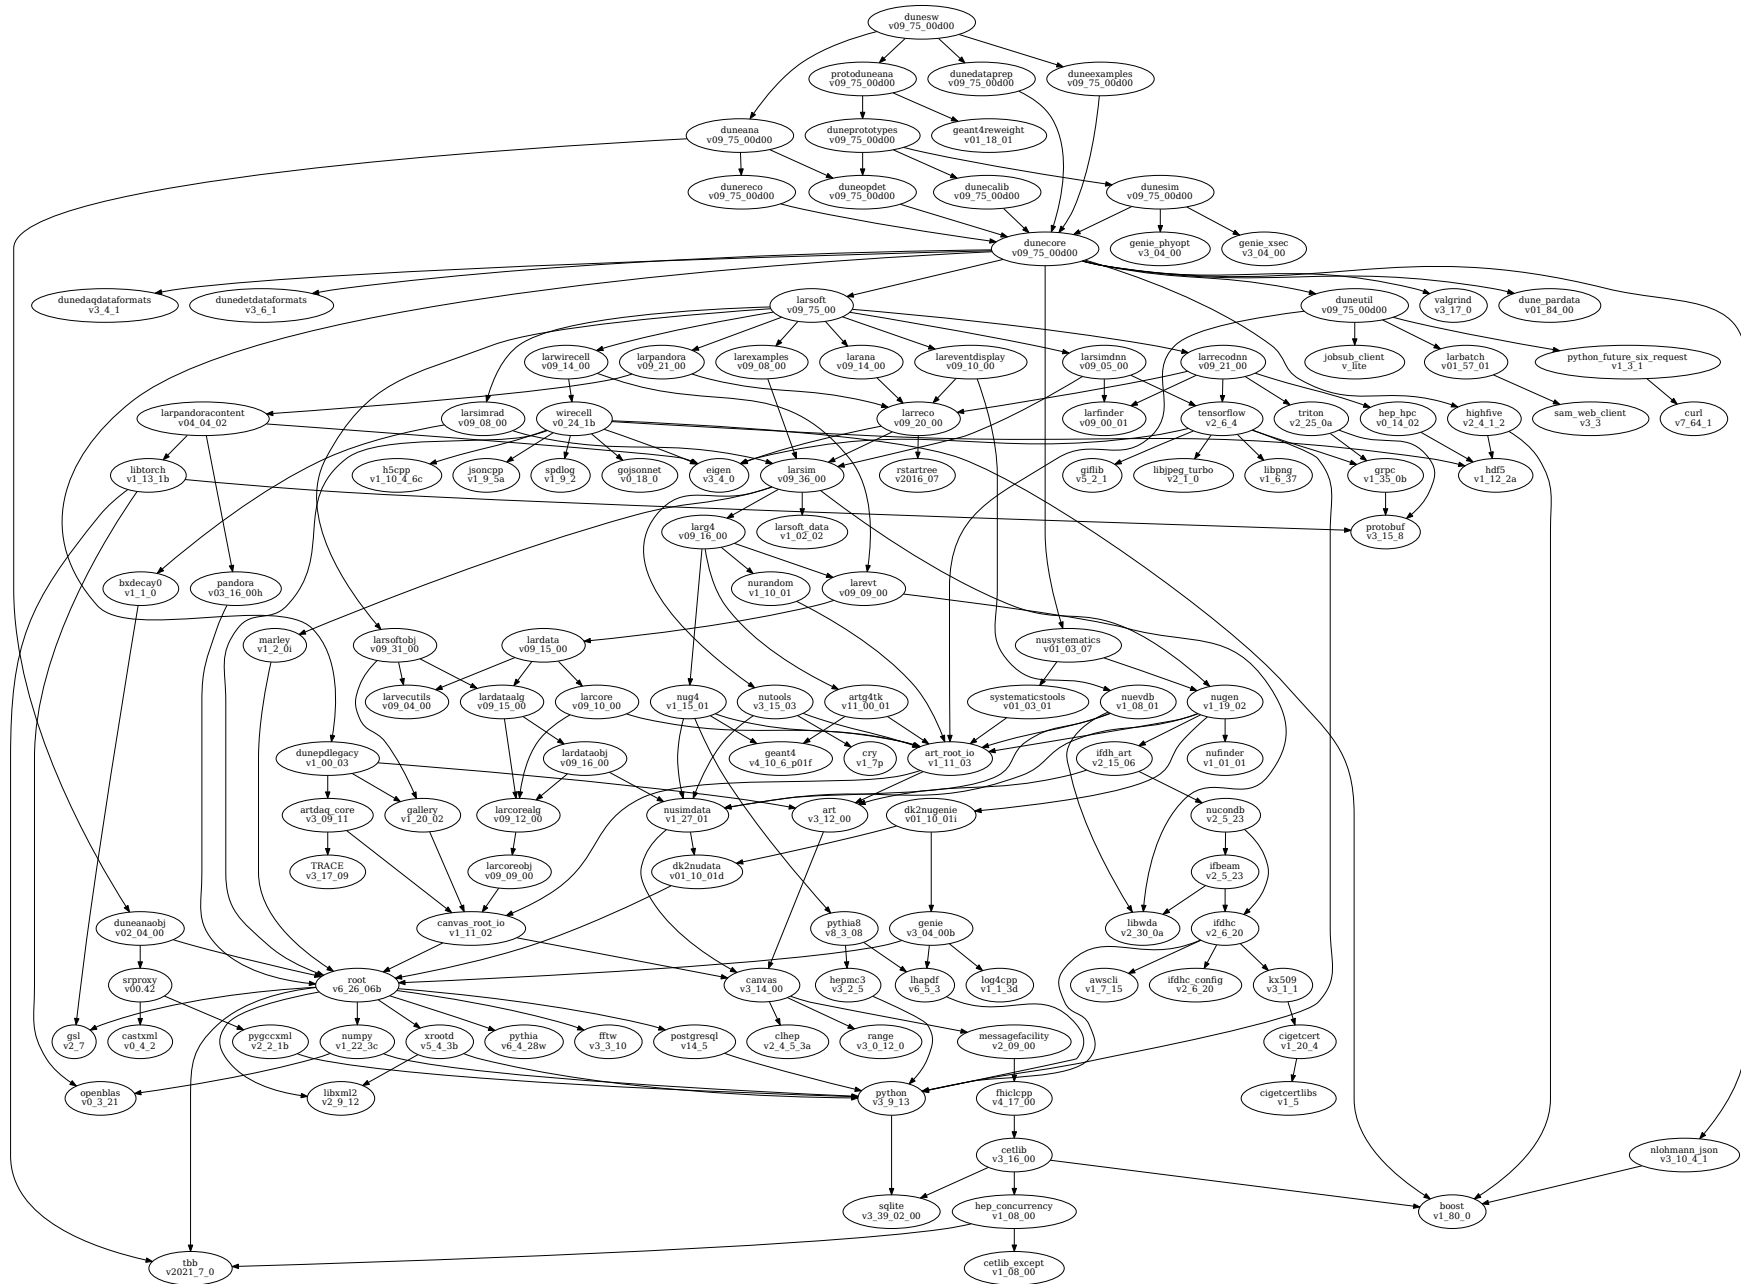 dunesw
v09_75_00d00
protoduneana
v09_75_00d00
dunedataprep
v09_75_00d00
duneexamples
v09_75_00d00
duneana
v09_75_00d00
duneprototypes
v09_75_00d00
geant4reweight
v01_18_01
dunereco
v09_75_00d00
duneopdet
v09_75_00d00
dunecalib
v09_75_00d00
dunesim
v09_75_00d00
dunecore
v09_75_00d00
genie_phyopt
v3_04_00
genie_xsec
v3_04_00
dunedaqdataformats
v3_4_1
dunedetdataformats
v3_6_1
larsoft
v09_75_00
duneutil
v09_75_00d00
valgrind
v3_17_0
dune_pardata
v01_84_00
larwirecell
v09_14_00
larpandora
v09_21_00
larexamples
v09_08_00
larana
v09_14_00
lareventdisplay
v09_10_00
larsimdnn
v09_05_00
larrecodnn
v09_21_00
jobsub_client
v_lite
larbatch
v01_57_01
python_future_six_request
v1_3_1
larpandoracontent
v04_04_02
larsimrad
v09_08_00
wirecell
v0_24_1b
larreco
v09_20_00
larfinder
v09_00_01
tensorflow
v2_6_4
triton
v2_25_0a
hep_hpc
v0_14_02
highfive
v2_4_1_2
sam_web_client
v3_3
curl
v7_64_1
libtorch
v1_13_1b
h5cpp
v1_10_4_6c
jsoncpp
v1_9_5a
spdlog
v1_9_2
gojsonnet
v0_18_0
eigen
v3_4_0
larsim
v09_36_00
rstartree
v2016_07
giflib
v5_2_1
libjpeg_turbo
v2_1_0
libpng
v1_6_37
grpc
v1_35_0b
hdf5
v1_12_2a
larg4
v09_16_00
larsoft_data
v1_02_02
protobuf
v3_15_8
bxdecay0
v1_1_0
pandora
v03_16_00h
nurandom
v1_10_01
larevt
v09_09_00
marley
v1_2_0i
larsoftobj
v09_31_00
lardata
v09_15_00
nusystematics
v01_03_07
larvecutils
v09_04_00
lardataalg
v09_15_00
larcore
v09_10_00
nug4
v1_15_01
nutools
v3_15_03
artg4tk
v11_00_01
systematicstools
v01_03_01
nuevdb
v1_08_01
nugen
v1_19_02
dunepdlegacy
v1_00_03
lardataobj
v09_16_00
geant4
v4_10_6_p01f
cry
v1_7p
art_root_io
v1_11_03
ifdh_art
v2_15_06
nufinder
v1_01_01
artdaq_core
v3_09_11
gallery
v1_20_02
larcorealg
v09_12_00
nusimdata
v1_27_01
art
v3_12_00
dk2nugenie
v01_10_01i
nucondb
v2_5_23
TRACE
v3_17_09
larcoreobj
v09_09_00
dk2nudata
v01_10_01d
ifbeam
v2_5_23
duneanaobj
v02_04_00
canvas_root_io
v1_11_02
pythia8
v8_3_08
genie
v3_04_00b
libwda
v2_30_0a
ifdhc
v2_6_20
srproxy
v00.42
root
v6_26_06b
canvas
v3_14_00
hepmc3
v3_2_5
lhapdf
v6_5_3
log4cpp
v1_1_3d
awscli
v1_7_15
ifdhc_config
v2_6_20
kx509
v3_1_1
gsl
v2_7
castxml
v0_4_2
pygccxml
v2_2_1b
numpy
v1_22_3c
xrootd
v5_4_3b
pythia
v6_4_28w
fftw
v3_3_10
postgresql
v14_5
clhep
v2_4_5_3a
range
v3_0_12_0
messagefacility
v2_09_00
cigetcert
v1_20_4
openblas
v0_3_21
libxml2
v2_9_12
python
v3_9_13
fhiclcpp
v4_17_00
cigetcertlibs
v1_5
cetlib
v3_16_00
nlohmann_json
v3_10_4_1
sqlite
v3_39_02_00
hep_concurrency
v1_08_00
boost
v1_80_0
tbb
v2021_7_0
cetlib_except
v1_08_00